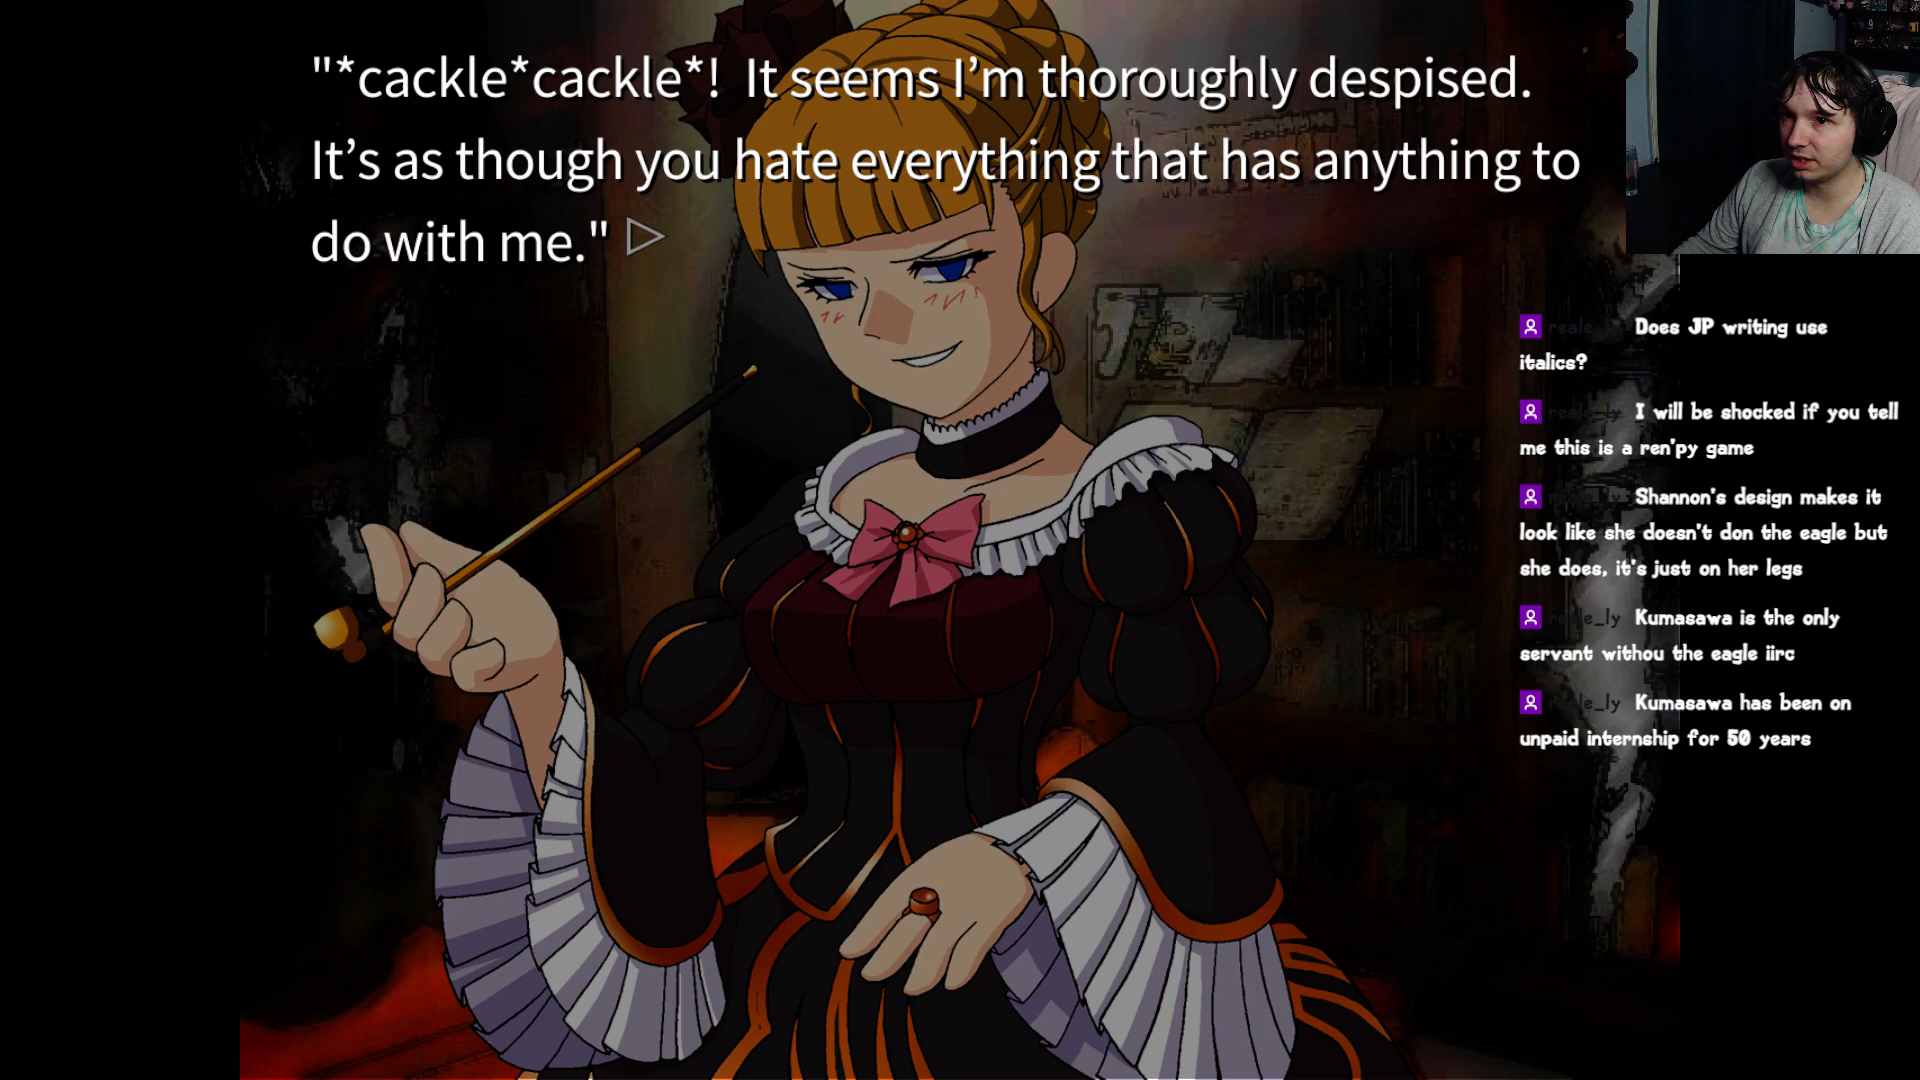 "*cackle*cackle*!  It seems I'm thoroughly despised.
It's as though you hate everything that has anything to
do with me."
Does JP writing use
italics?
I will be shocked if you tell
me this is a ren'py game
Shannon's design makes it
look like she doesn't don the eagle but
she does, it's just on her legs
Kumasawa is the only
servant withou the eagle iirc
Kumasawa has been on
unpaid internship for 50 years